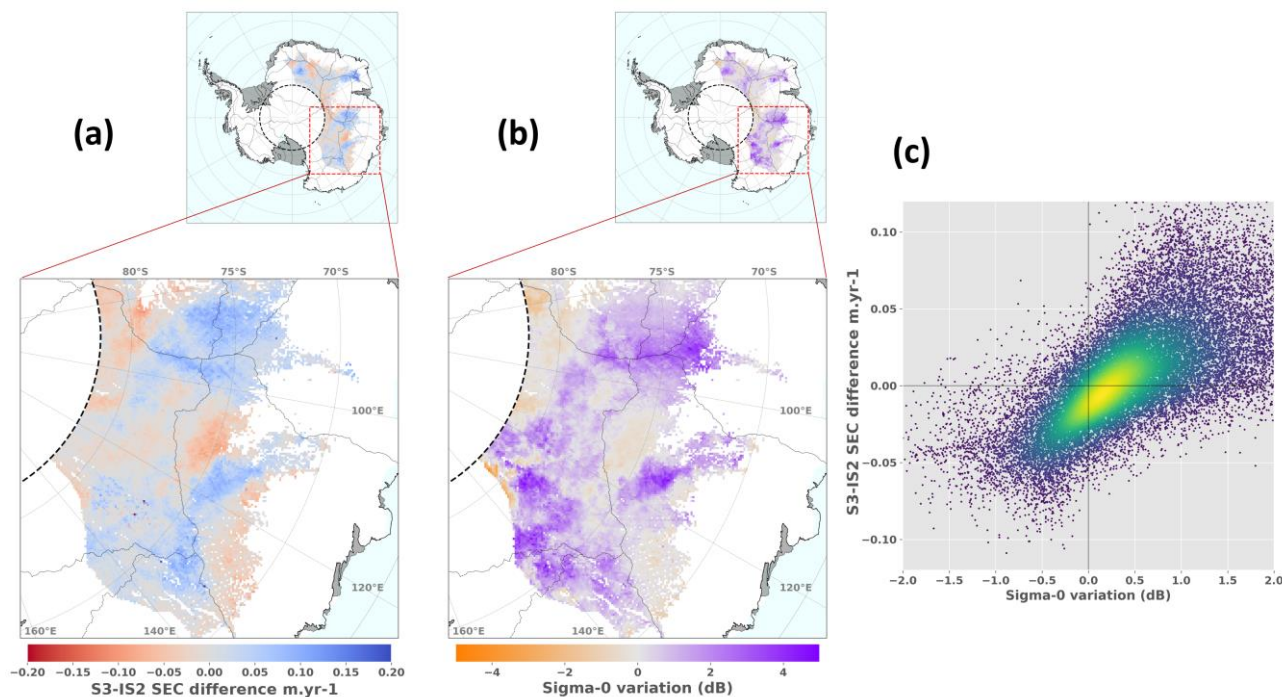 (a)
(b)
(c)
80°S
75°S
70°S
100°E
120°E
140°E
160°E
−0.20 −0.15 −0.10 −0.05 0.00 0.05 0.10 0.15 0.20
S3-IS2 SEC difference m.yr-1
80°S
75°S
70°S
100°E
120°E
140°E
160°E
−4 −2 0 2 4
Sigma-0 variation (dB)
S3-IS2 SEC difference m.yr-1
0.10
0.05
0.00
−0.05
−0.10
−2.0 −1.5 −1.0 −0.5 0.0 0.5 1.0 1.5 2.0
Sigma-0 variation (dB)